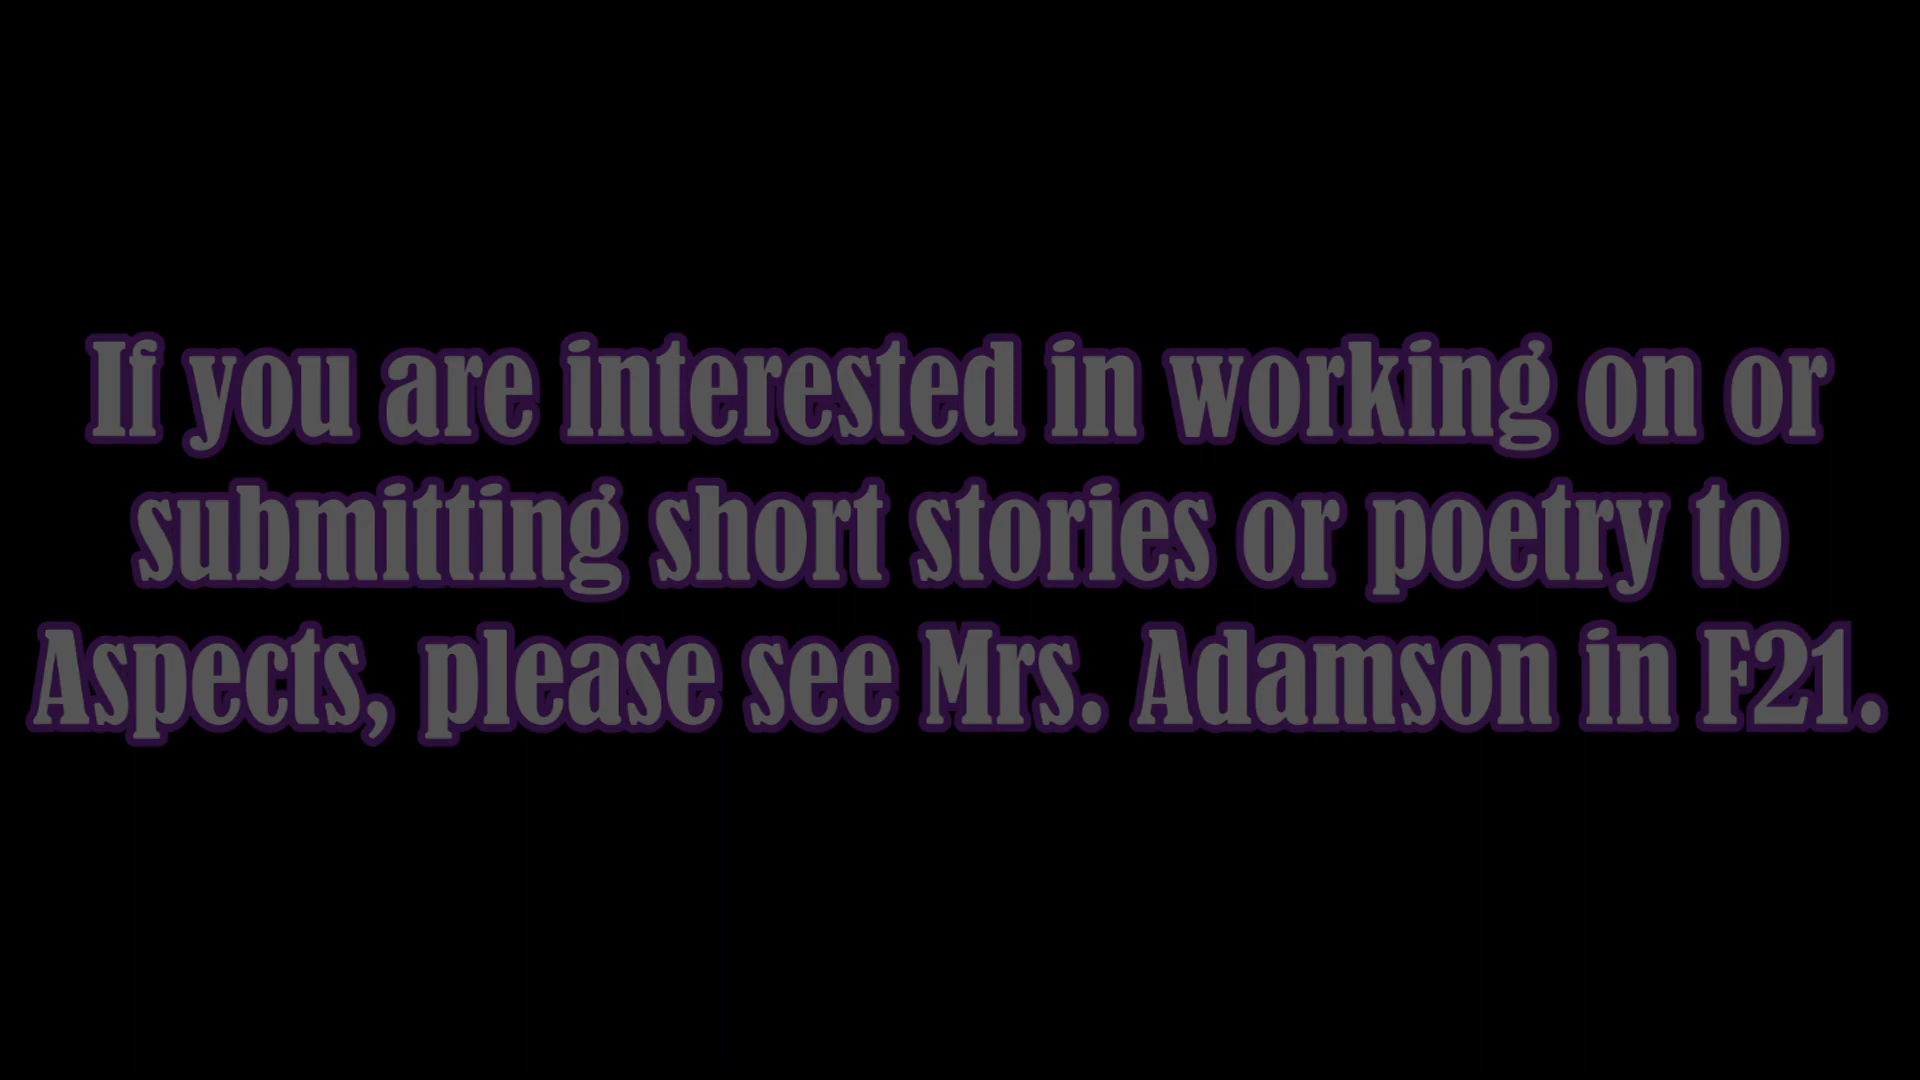 If you are interested in working on or
submitting short stories or poetry to
Aspects, please see Mrs. Adamson in F21.